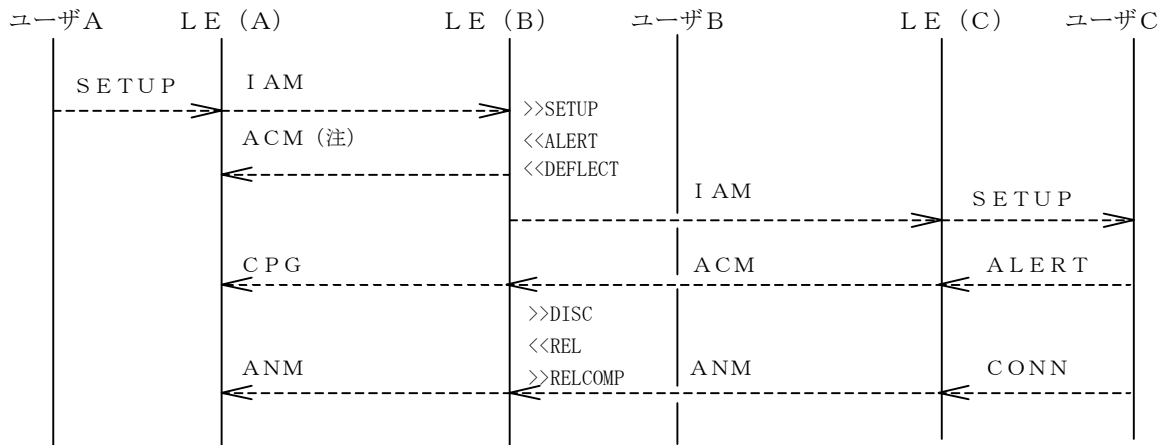 ユーザA LE(A) LE(B) ユーザB LE(C) ユーザC
SETUP IAM >>SETUP
ACM(注) <<ALERT
<<DEFLECT
IAM SETUP
CPG ACM ALERT
>>DISC
<<REL
ANM >>RELCOMP ANM CONN